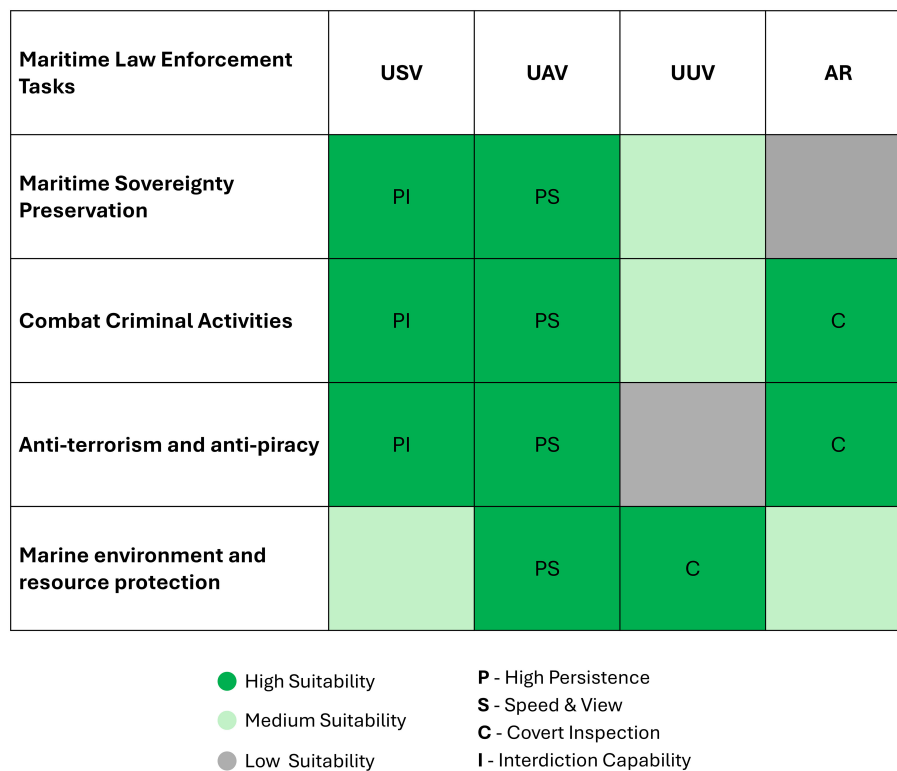 Maritime Law Enforcement
Tasks
USV
UAV
UUV
AR
Maritime Sovereignty
Preservation
PI
PS
Combat Criminal Activities
PI
PS
C
Anti-terrorism and anti-piracy
PI
PS
C
Marine environment and
resource protection
PS
C
High Suitability
Medium Suitability
Low Suitability
P - High Persistence
S - Speed & View
C - Covert Inspection
I - Interdiction Capability